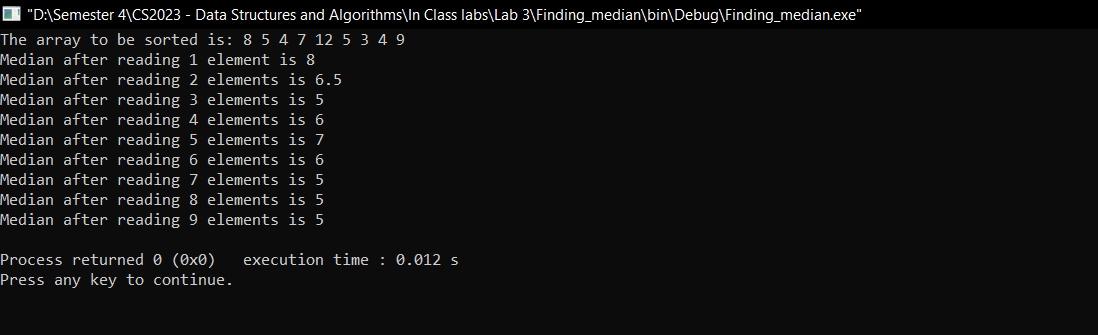 "D:\Semester 4\CS2023 - Data Structures and Algorithms\In Class labs\Lab 3\Finding_median\bin\Debug\Finding_median.exe"
The array to be sorted is: 8 5 4 7 12 5 3 4 9
Median after reading 1 element is 8
Median after reading 2 elements is 6.5
Median after reading 3 elements is 5
Median after reading 4 elements is 6
Median after reading 5 elements is 7
Median after reading 6 elements is 6
Median after reading 7 elements is 5
Median after reading 8 elements is 5
Median after reading 9 elements is 5
Process returned 0 (0x0)   execution time : 0.012 s
Press any key to continue.